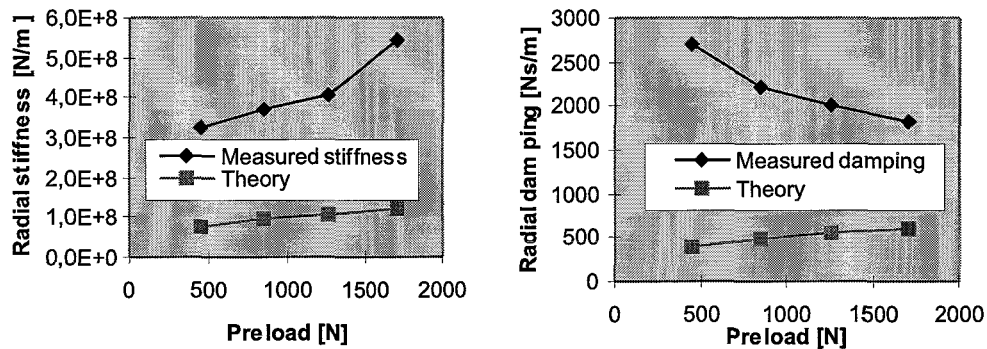 Radial stiffness [N/m]
6,0E+8
5,0E+8
4,0E+8
3,0E+8
2,0E+8
1,0E+8
0,0E+0
Measured stiffness
Theory
0
500
1000
1500
2000
Preload [N]
Radial dam ping [Ns/m]
3000
2500
2000
1500
1000
500
0
Measured damping
Theory
0
500
1000
1500
2000
Preload [N]